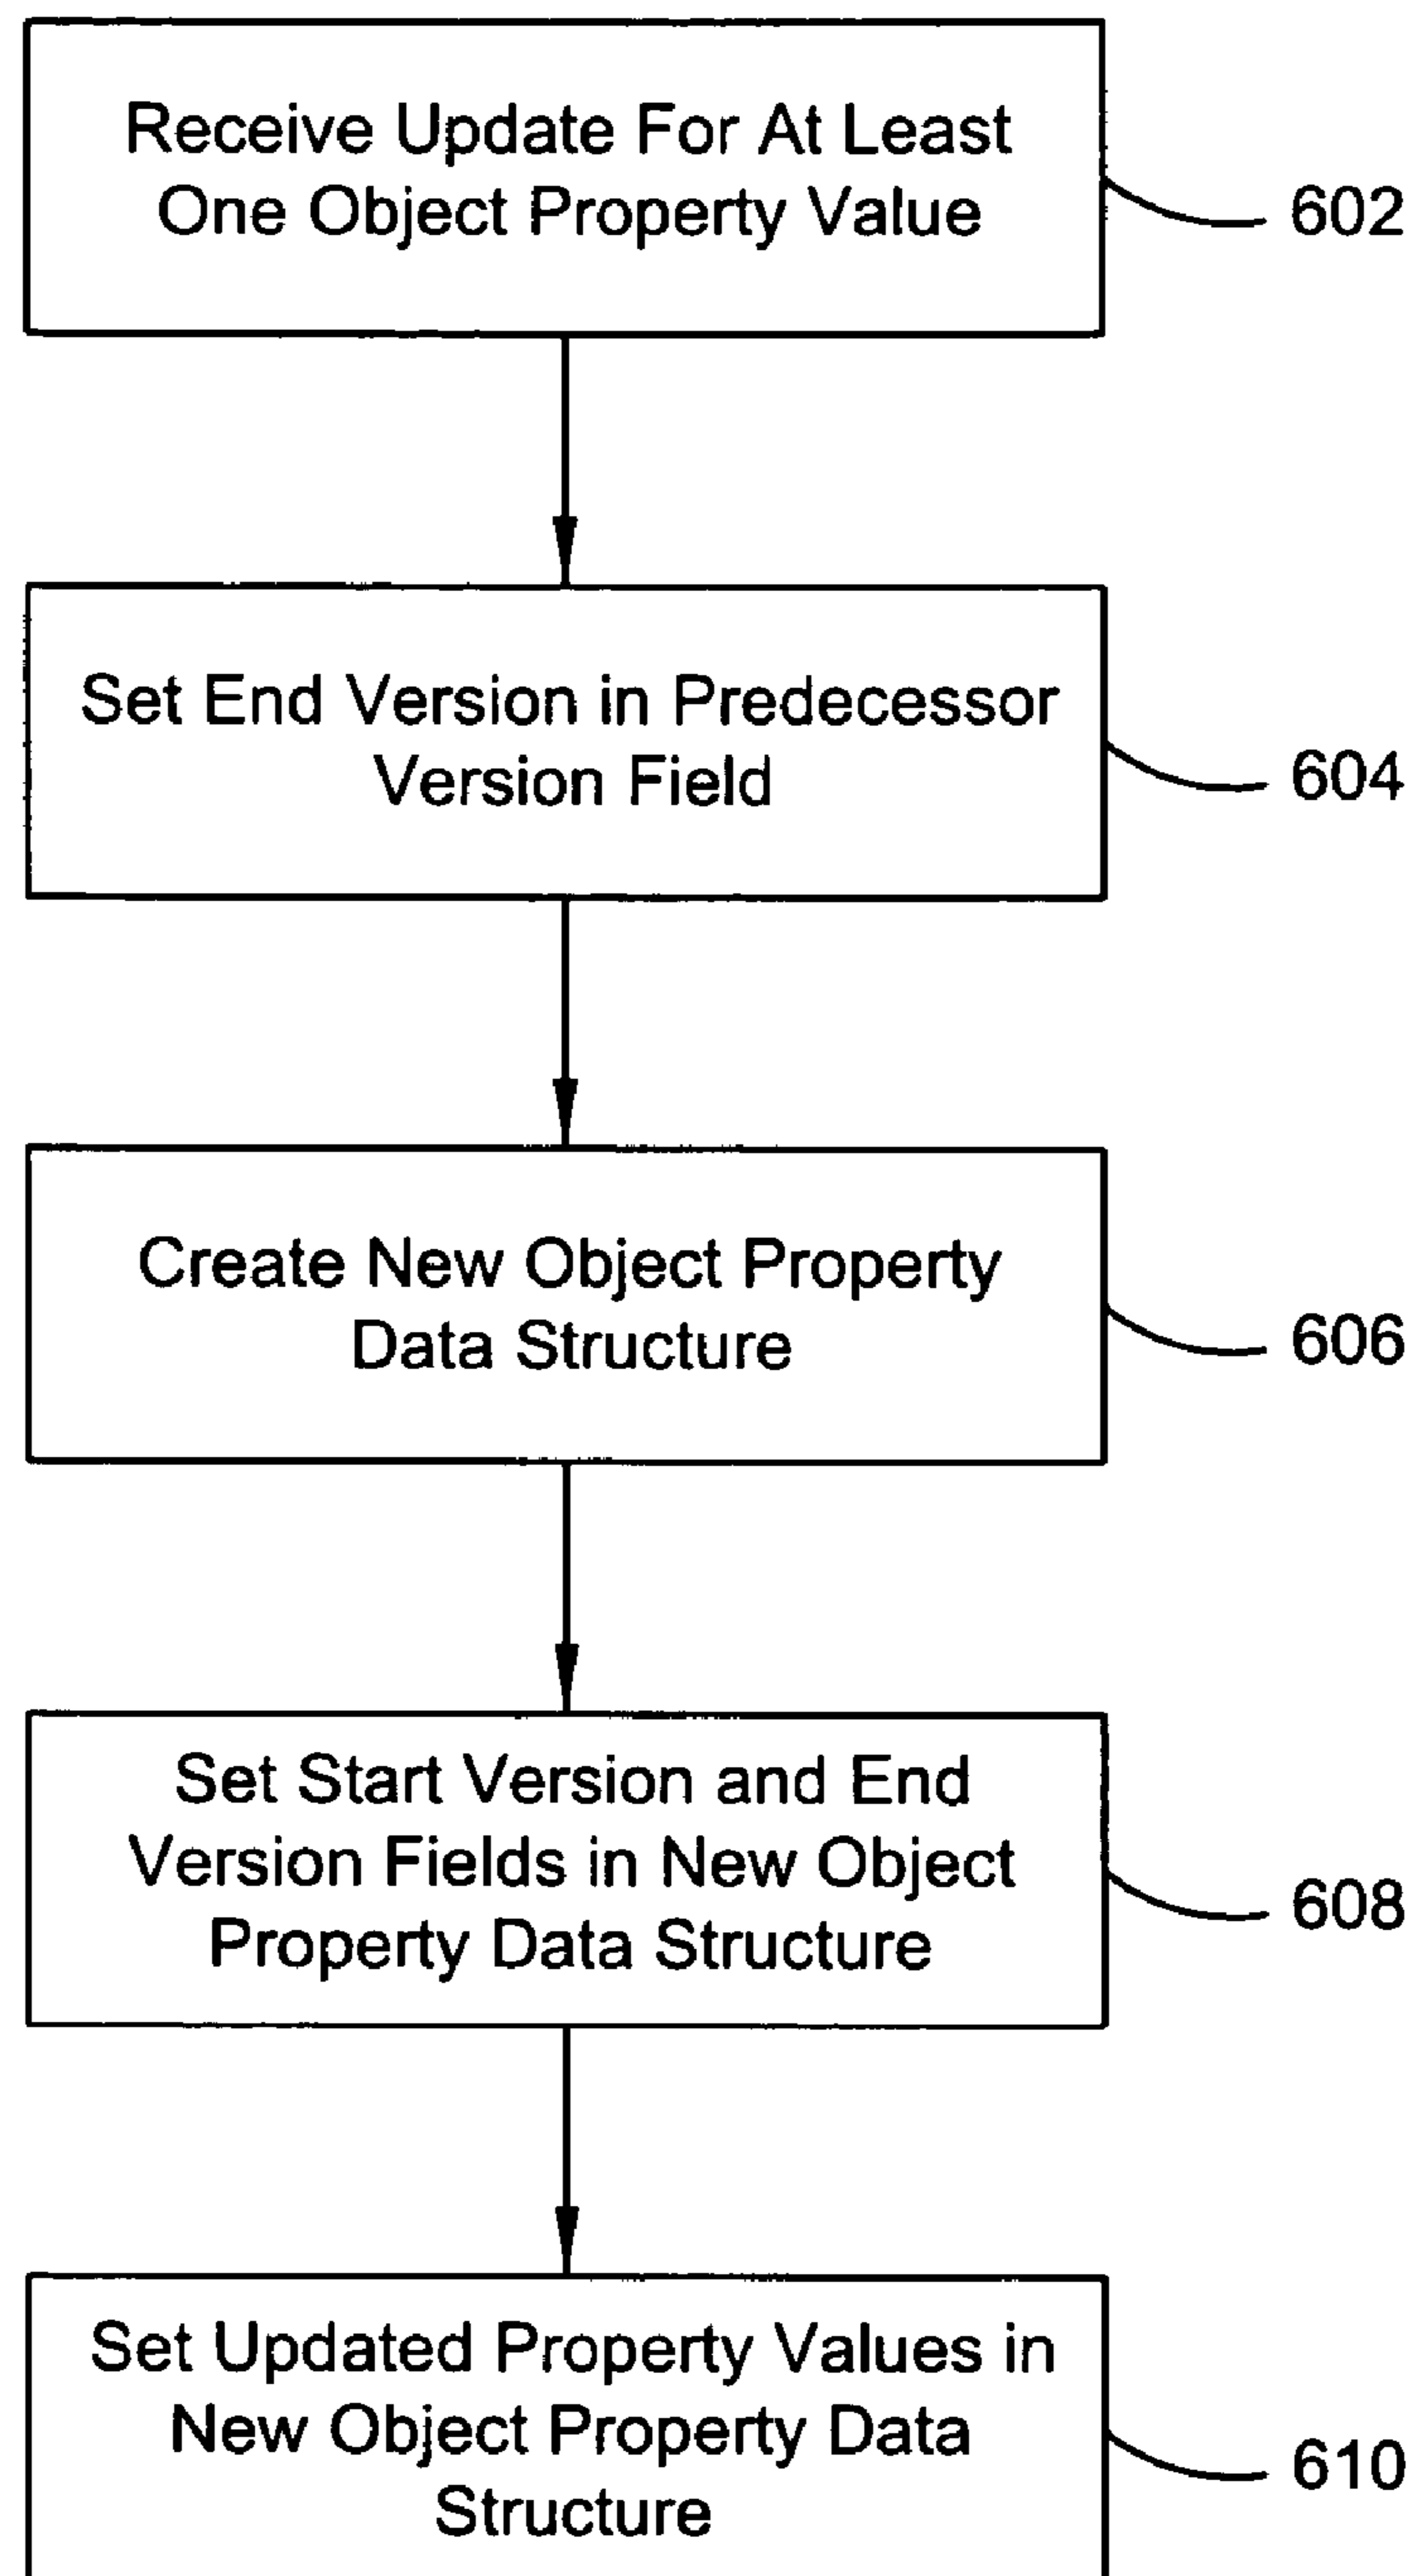 Receive Update For At Least
One Object Property Value
602
Set End Version in Predecessor
Version Field
604
Create New Object Property
Data Structure
606
Set Start Version and End
Version Fields in New Object
Property Data Structure
608
Set Updated Property Values in
New Object Property Data
Structure
610